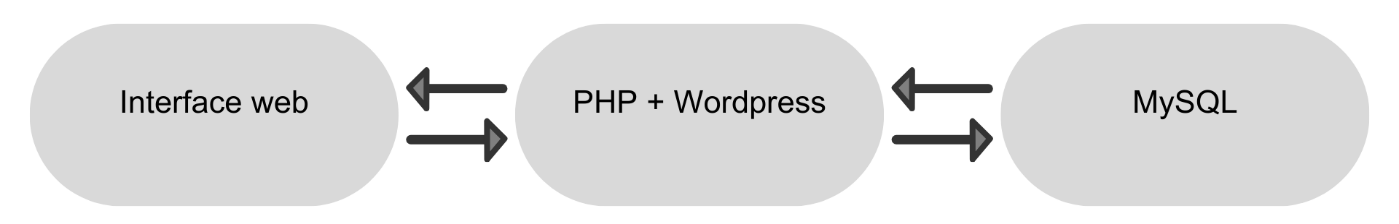 Interface web
PHP + Wordpress
MySQL